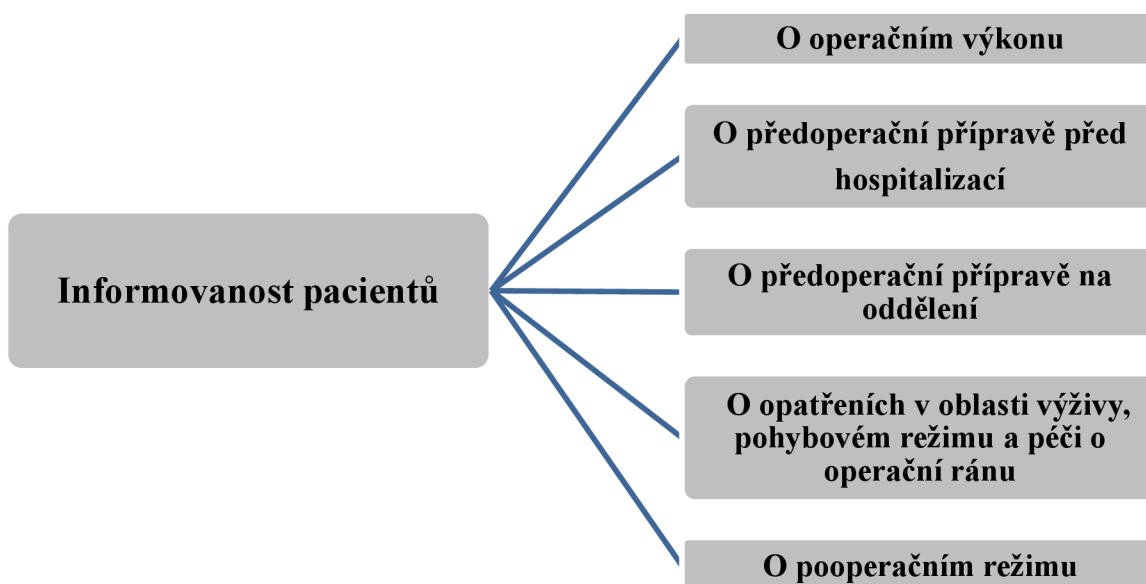 Informovanost pacientů
O operačním výkonu
O předoperační přípravě před
hospitalizací
O předoperační přípravě na
oddělení
O opatřeních v oblasti výživy,
pohybovém režimu a péči o
operační ránu
O pooperačním režimu